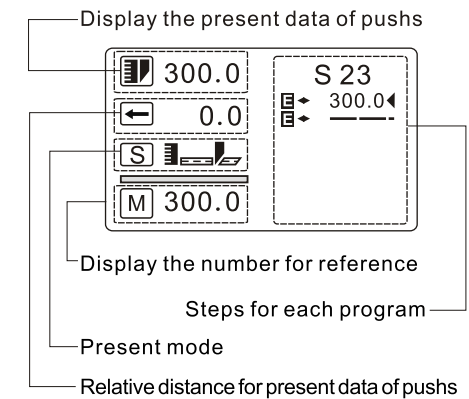 Display the present data of pushs
300.0
S 23
E 300.0
0.0
E --- --- -
S
M 300.0
Display the number for reference
Steps for each program
Present mode
Relative distance for present data of pushs